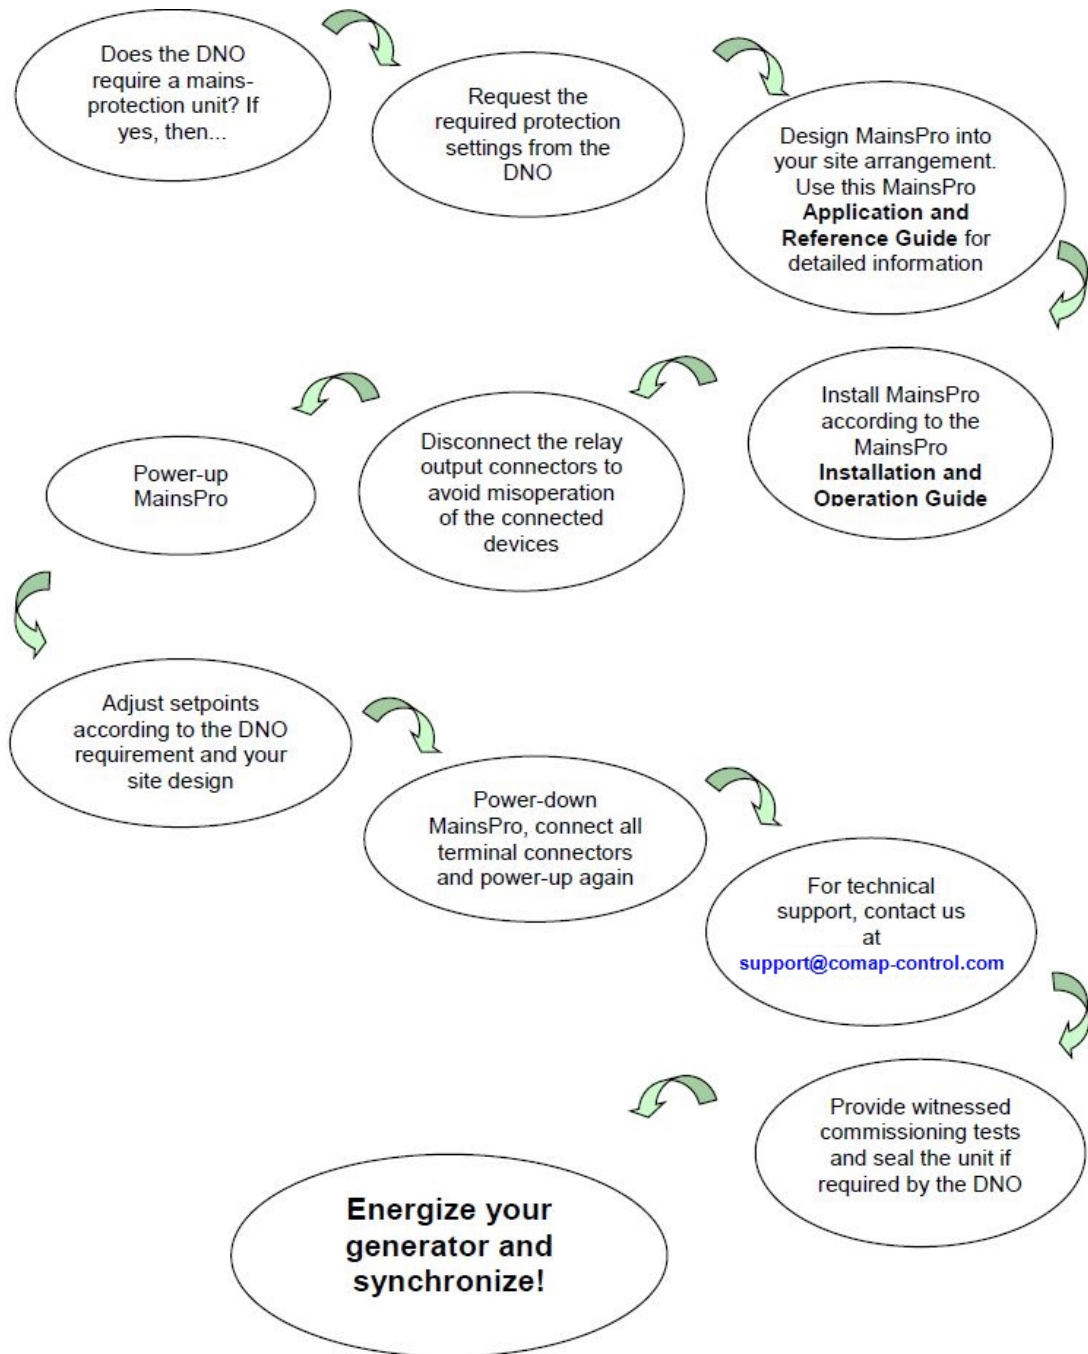 Does the DNO
require a mains-
protection unit? If
yes, then...
Request the
required protection
settings from the
DNO
Design MainsPro into
your site arrangement.
Use this MainsPro
Application and
Reference Guide for
detailed information
Install MainsPro
according to the
MainsPro
Installation and
Operation Guide
Disconnect the relay
output connectors to
avoid misoperation
of the connected
devices
Power-up
MainsPro
Adjust setpoints
according to the DNO
requirement and your
site design
Power-down
MainsPro, connect all
terminal connectors
and power-up again
For technical
support, contact us
at
support@comap-control.com
Provide witnessed
commissioning tests
and seal the unit if
required by the DNO
Energize your
generator and
synchronize!